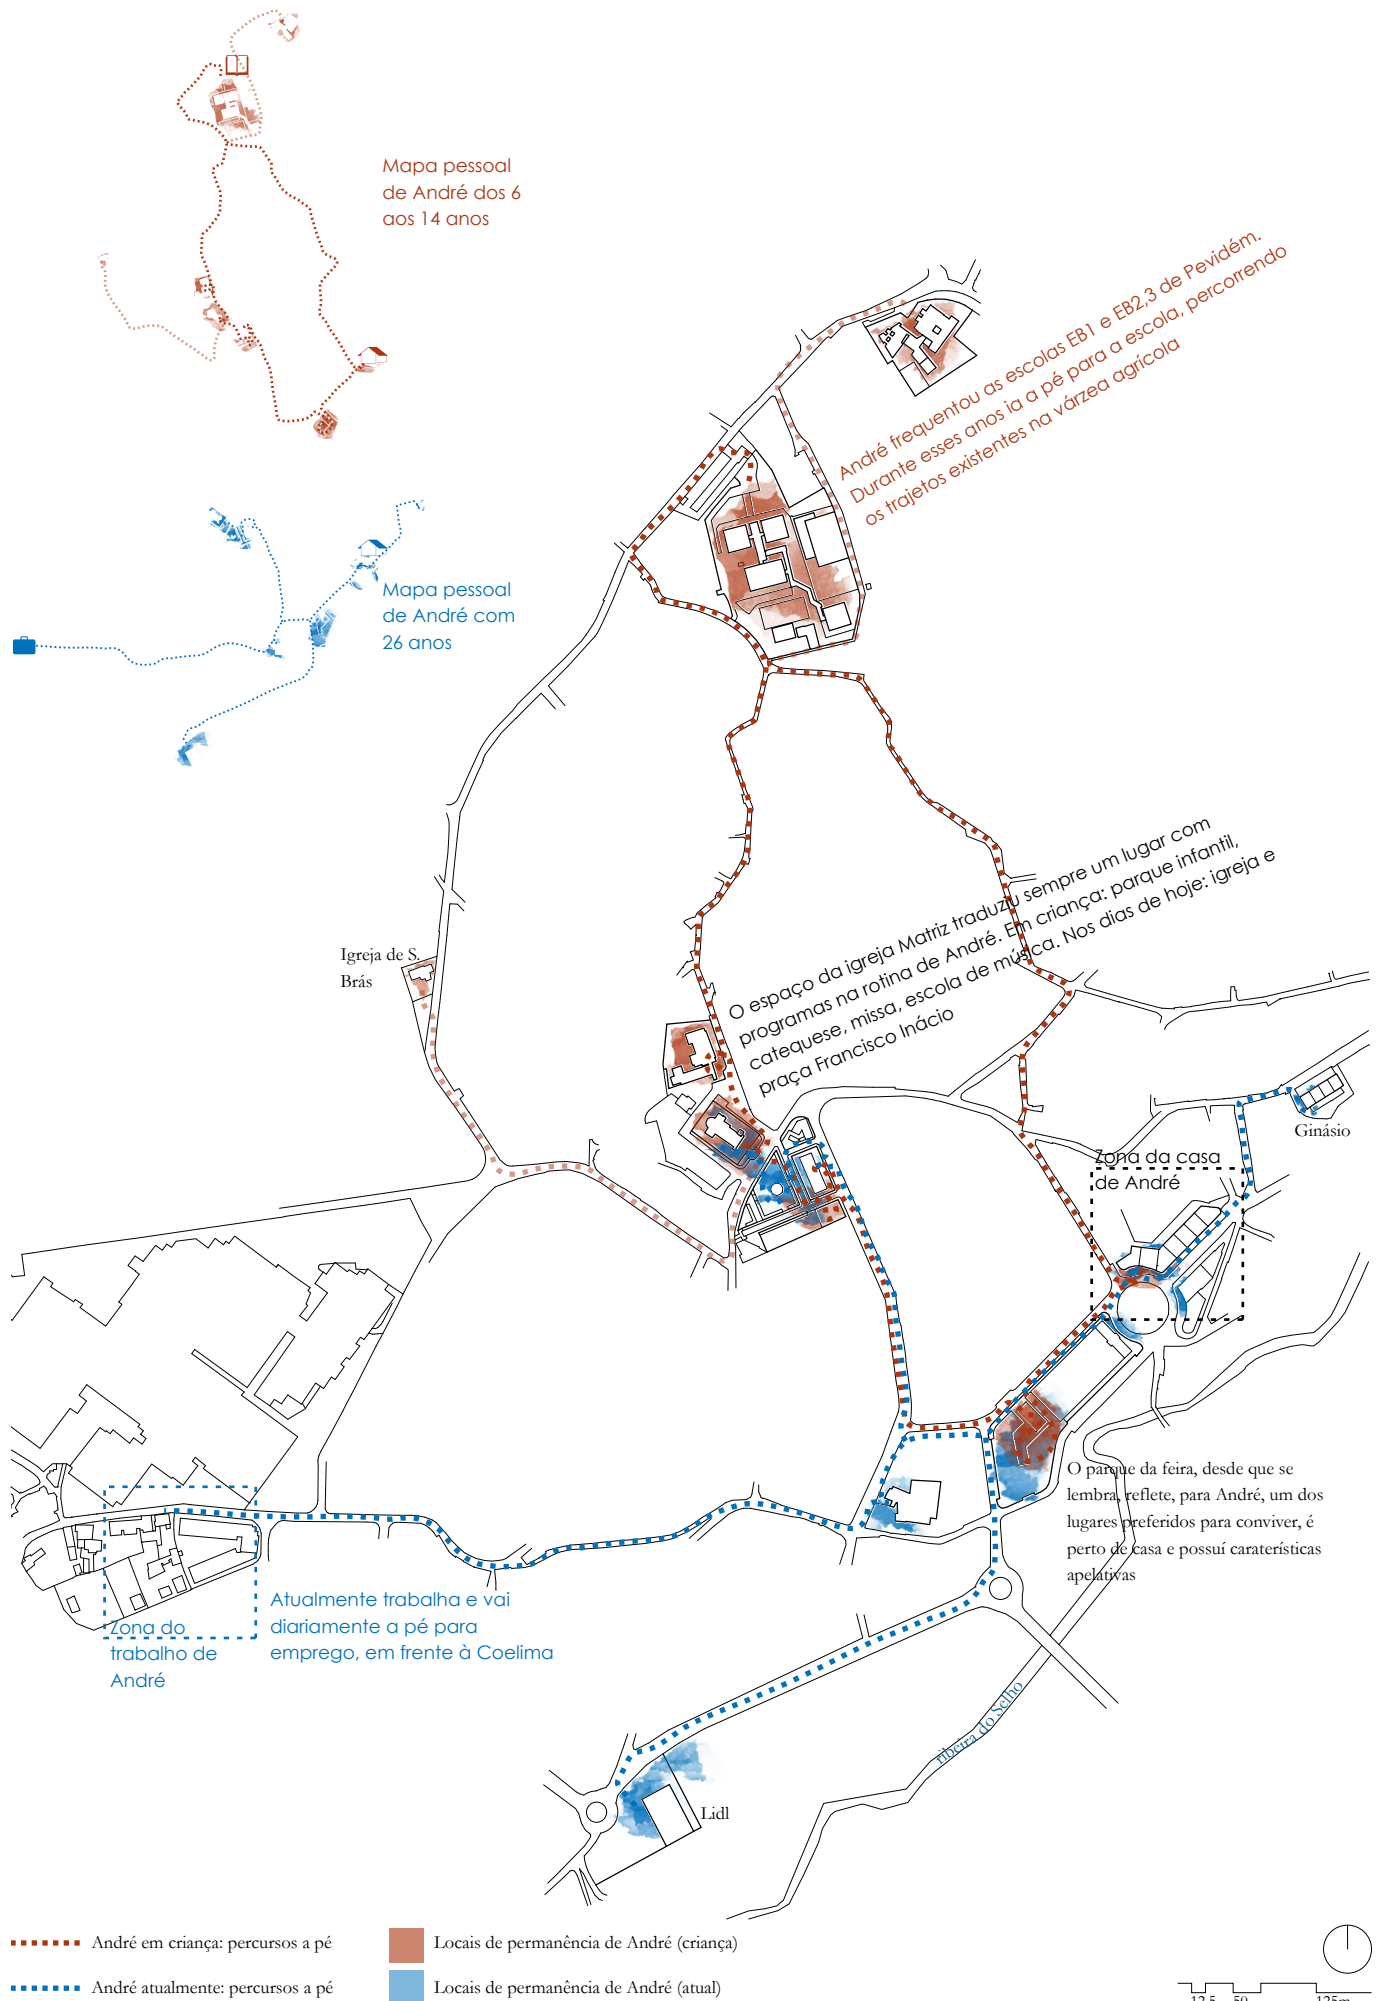 Mapa pessoal
de André dos 6
aos 14 anos
André frequentou as escolas EB1 e EB2,3 de Pevidém.
Durante esses anos ia a pé para a escola, percorrendo
os trajetos existentes na várzea agrícola
Mapa pessoal
de André com
26 anos
O espaço da igreja Matriz traduziu sempre um lugar com
programas na rotina de André. Em criança: parque infantil,
catequese, missa, escola de música. Nos dias de hoje: igreja e
praça Francisco Inácio
Igreja de S.
Brás
Ginásio
Zona da casa
de André
O parque da feira, desde que se
lembra, reflete, para André, um dos
lugares preferidos para conviver, é
perto de casa e possuí caraterísticas
apelativas
Zona do
trabalho de
André
Atualmente trabalha e vai
diariamente a pé para
emprego, em frente à Coelima
ribeira do Selho
Lidl
André em criança: percursos a pé
Locais de permanência de André (criança)
André atualmente: percursos a pé
Locais de permanência de André (atual)
12.5 50 125m